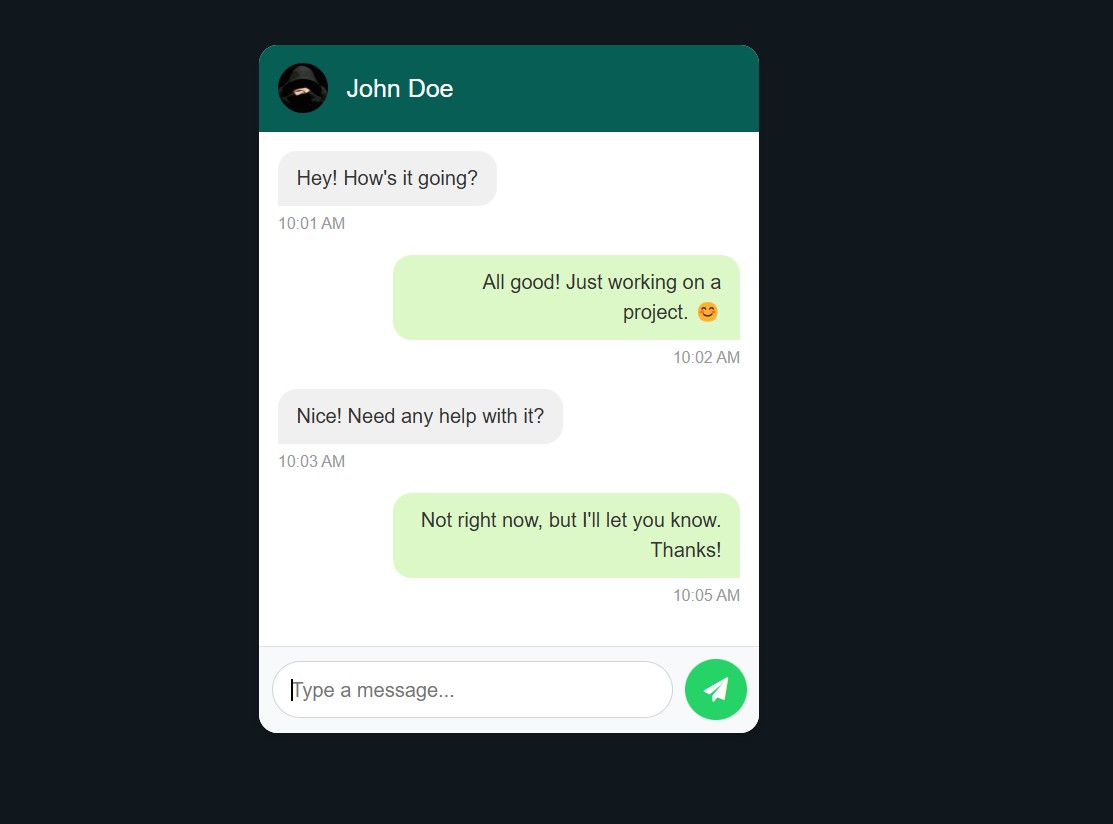 John Doe
Hey! How's it going?
10:01 AM
All good! Just working on a
project. 😊
10:02 AM
Nice! Need any help with it?
10:03 AM
Not right now, but I'll let you know.
Thanks!
10:05 AM
Type a message...